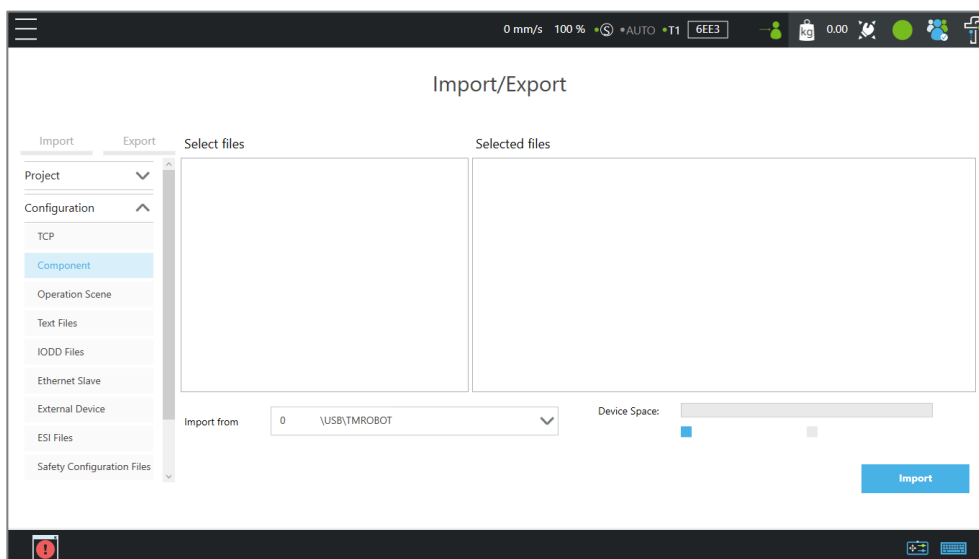 0 mm/s 100 % S AUTO T1 6EE3 kg 0.00
Import/Export
Import Export Select files Selected files
Project
Configuration
TCP
Component
Operation Scene
Text Files
IODD Files
Ethernet Slave
External Device
ESI Files
Safety Configuration Files
Import from 0 \USB\TMROBOT
Device Space:
Import